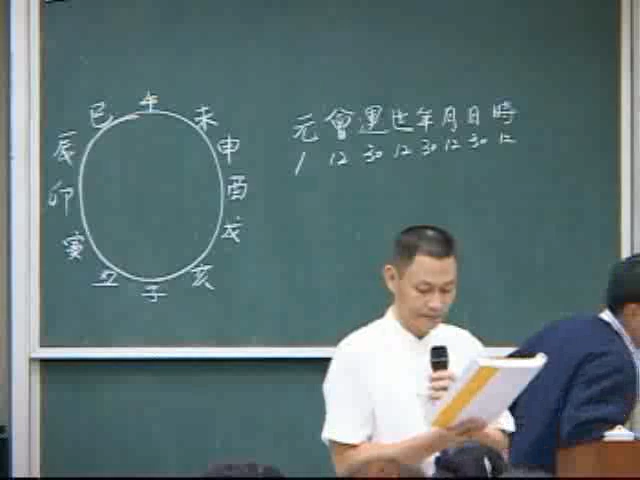 元會運世年月日時
1 12 30 12 30 12 30 12
午
未
申
酉
戌
亥
子
丑
寅
卯
辰
巳